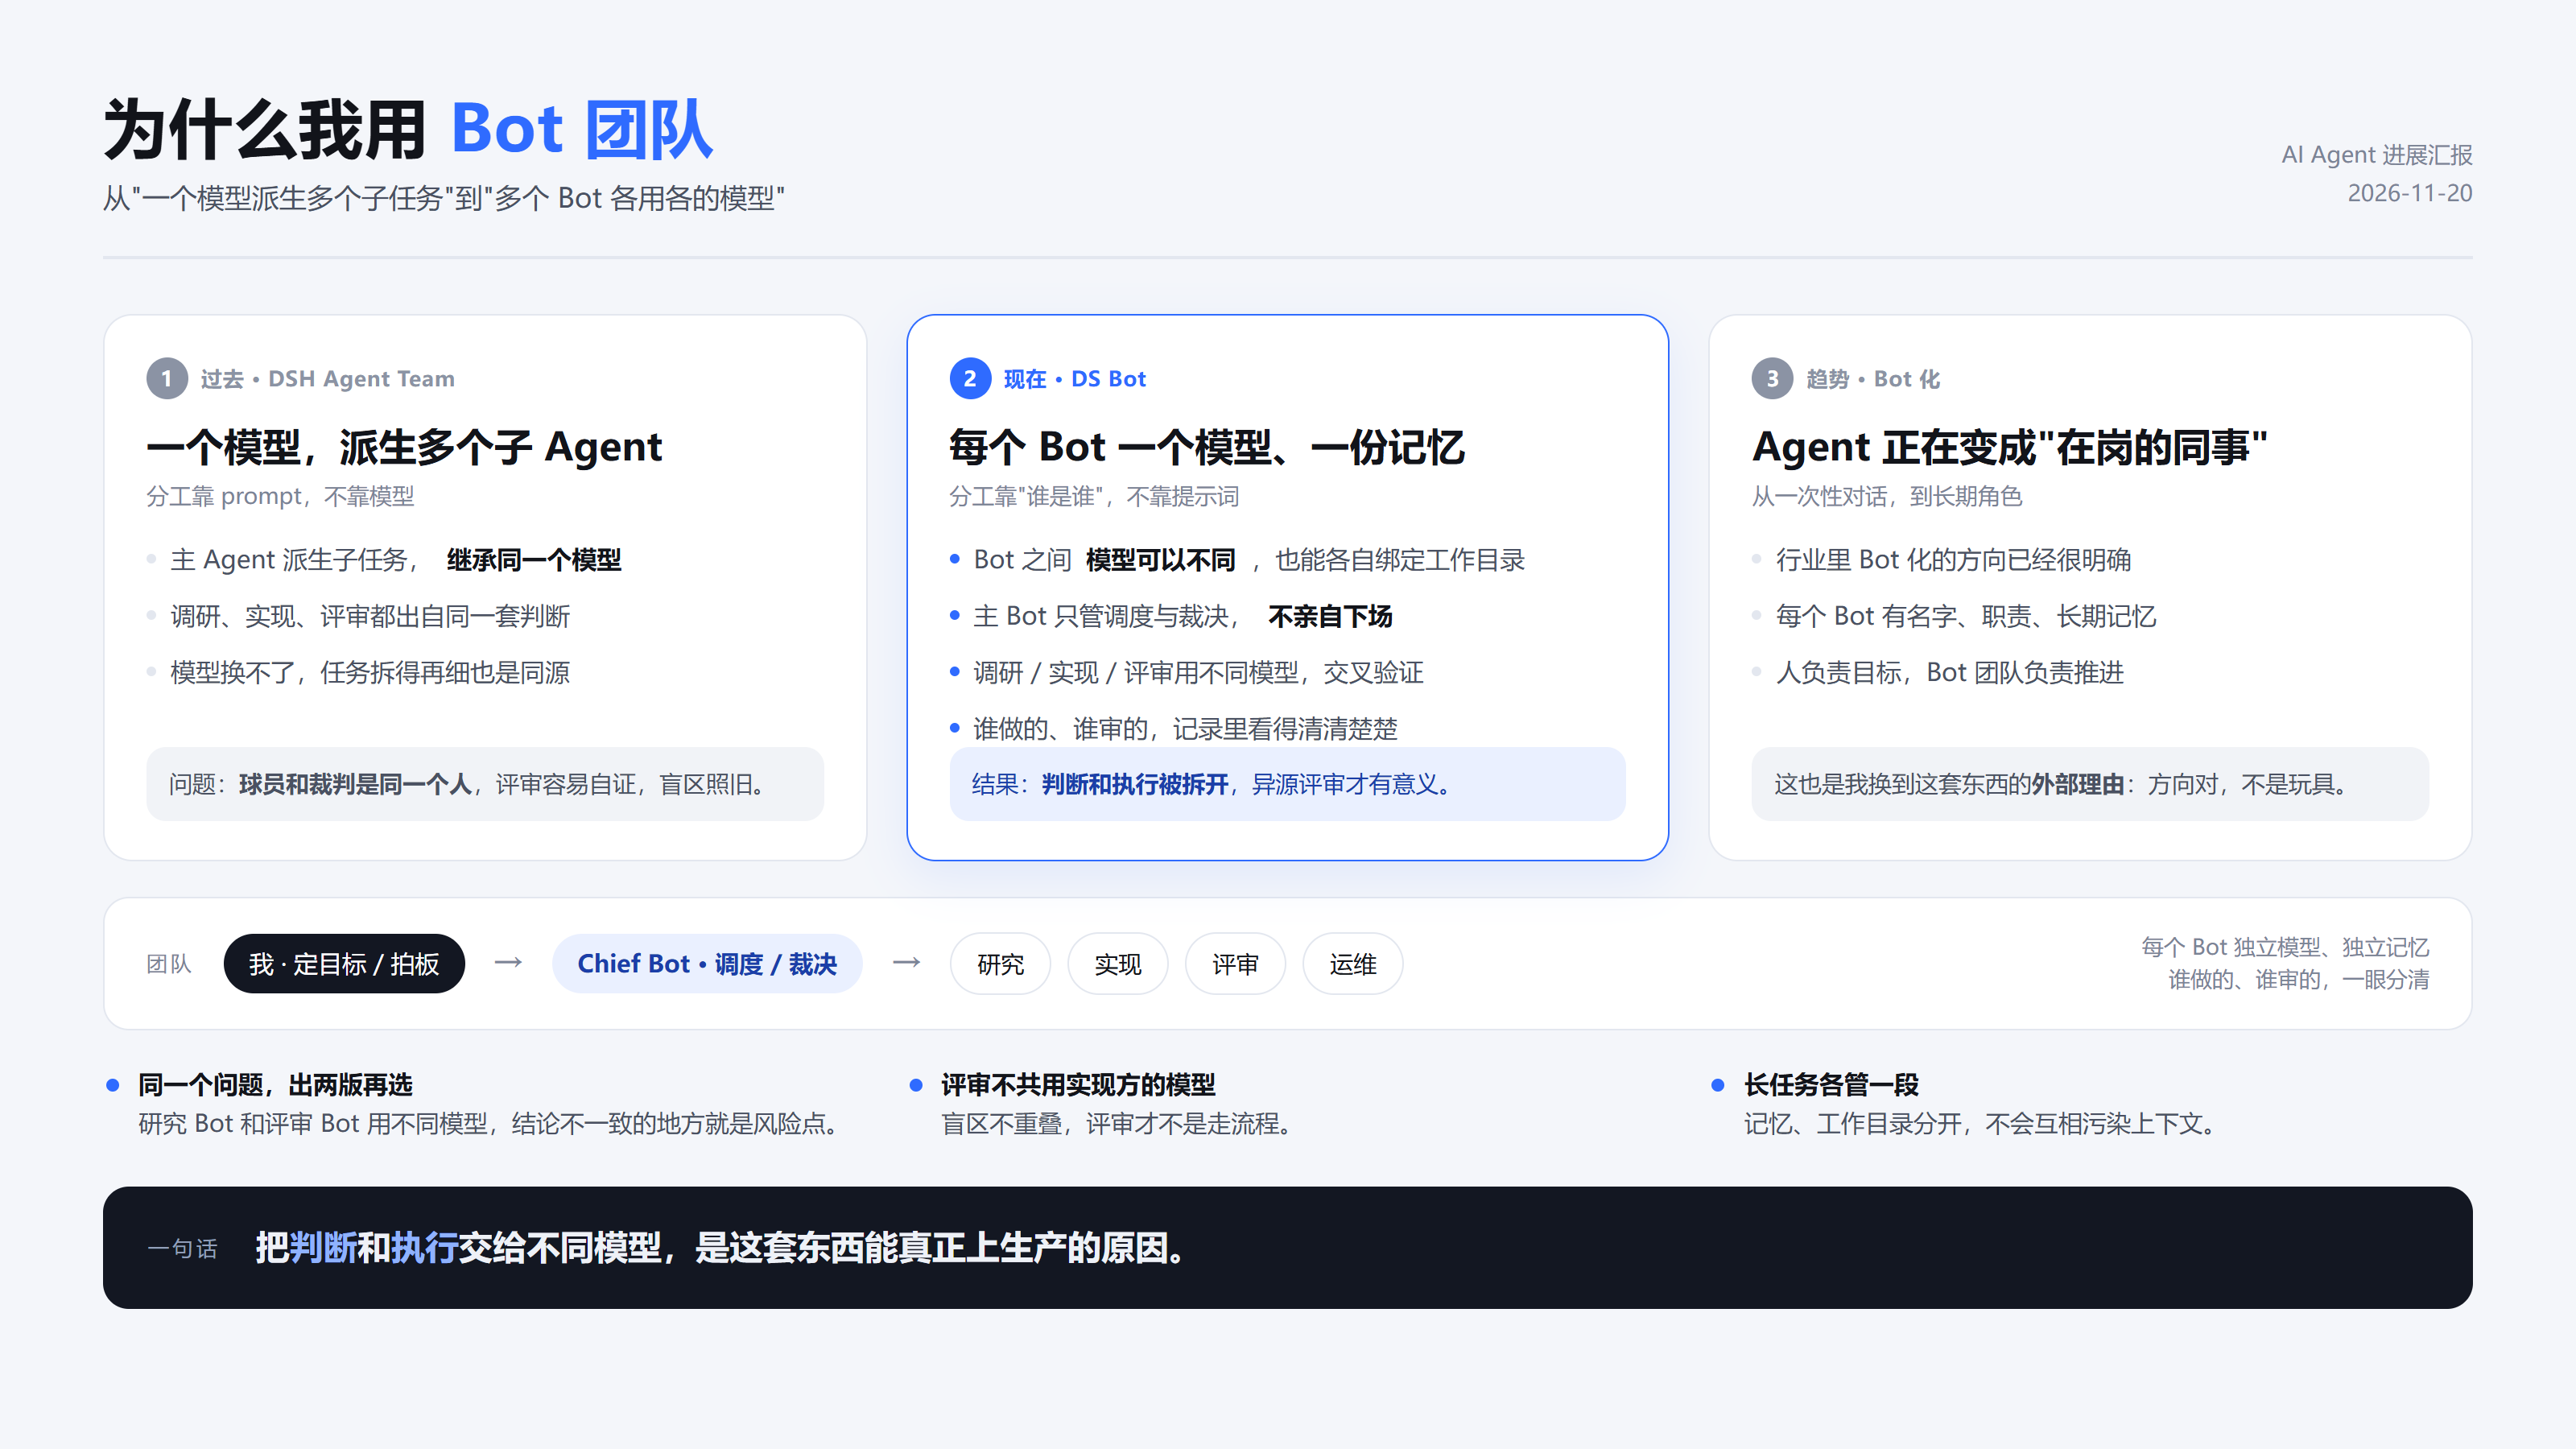 为什么我用 Bot 团队
从"一个模型派生多个子任务"到"多个 Bot 各用各的模型"
AI Agent 进展汇报
2026-11-20
1 过去 • DSH Agent Team
一个模型，派生多个子 Agent
分工靠 prompt，不靠模型
主 Agent 派生子任务， 继承同一个模型
调研、实现、评审都出自同一套判断
模型换不了，任务拆得再细也是同源
问题：球员和裁判是同一个人，评审容易自证，盲区照旧。
2 现在 • DS Bot
每个 Bot 一个模型、一份记忆
分工靠"谁是谁"，不靠提示词
Bot 之间 模型可以不同 ，也能各自绑定工作目录
主 Bot 只管调度与裁决， 不亲自下场
调研 / 实现 / 评审用不同模型，交叉验证
谁做的、谁审的，记录里看得清清楚楚
结果：判断和执行被拆开，异源评审才有意义。
3 趋势 • Bot 化
Agent 正在变成"在岗的同事"
从一次性对话，到长期角色
行业里 Bot 化的方向已经很明确
每个 Bot 有名字、职责、长期记忆
人负责目标，Bot 团队负责推进
这也是我换到这套东西的外部理由：方向对，不是玩具。
团队 我 · 定目标 / 拍板 → Chief Bot • 调度 / 裁决 → 研究 实现 评审 运维
每个 Bot 独立模型、独立记忆
谁做的、谁审的，一眼分清
同一个问题，出两版再选
研究 Bot 和评审 Bot 用不同模型，结论不一致的地方就是风险点。
评审不共用实现方的模型
盲区不重叠，评审才不是走流程。
长任务各管一段
记忆、工作目录分开，不会互相污染上下文。
一句话 把判断和执行交给不同模型，是这套东西能真正上生产的原因。